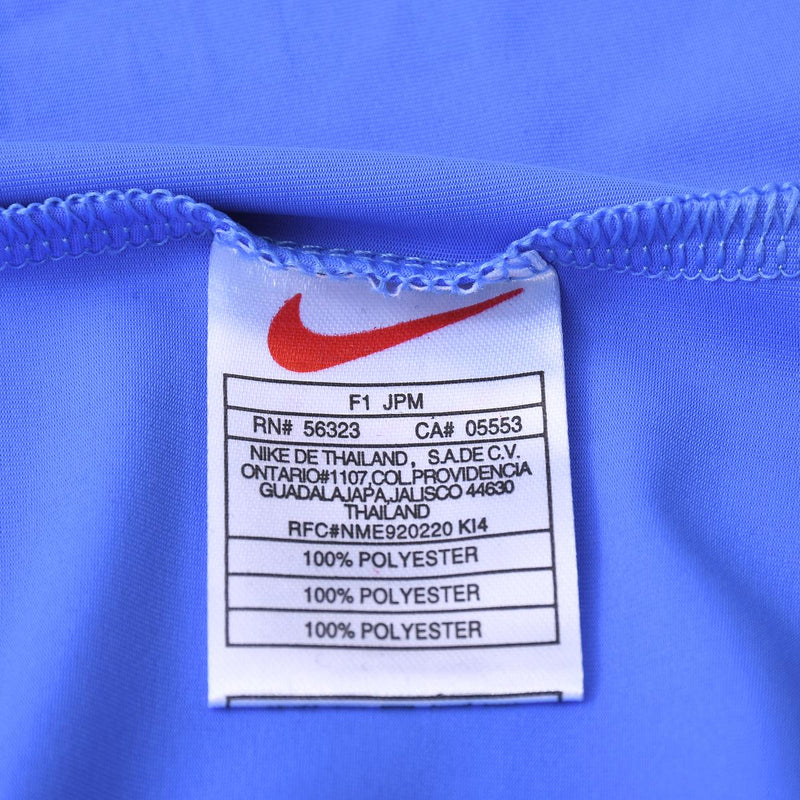 F1 JPM
RN# 56323 CA# 05553
NIKE DE THAILAND, S.A.DE C.V.
ONTARIO#1107,COL.PROVIDENCIA
GUADALAJAPA,JALISCO 44630
THAILAND
RFC#NME920220 KI4
100% POLYESTER
100% POLYESTER
100% POLYESTER